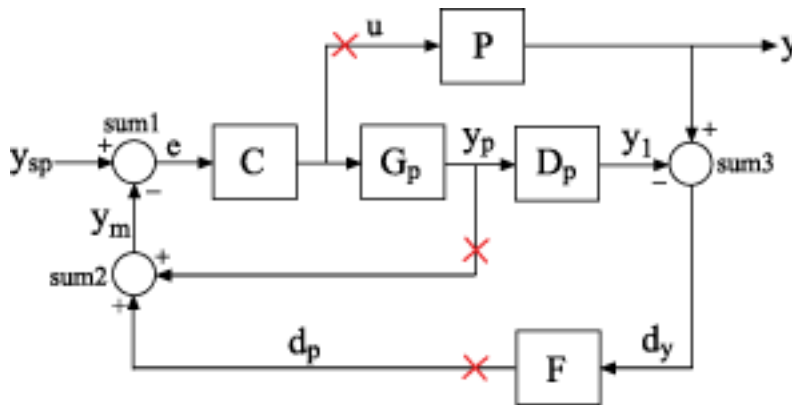 u
P
y
sum1
+
y_sp
e
C
G_p
y_p
D_p
y_1
+
−
sum3
−
y_m
+
sum2
+
d_p
F
d_y